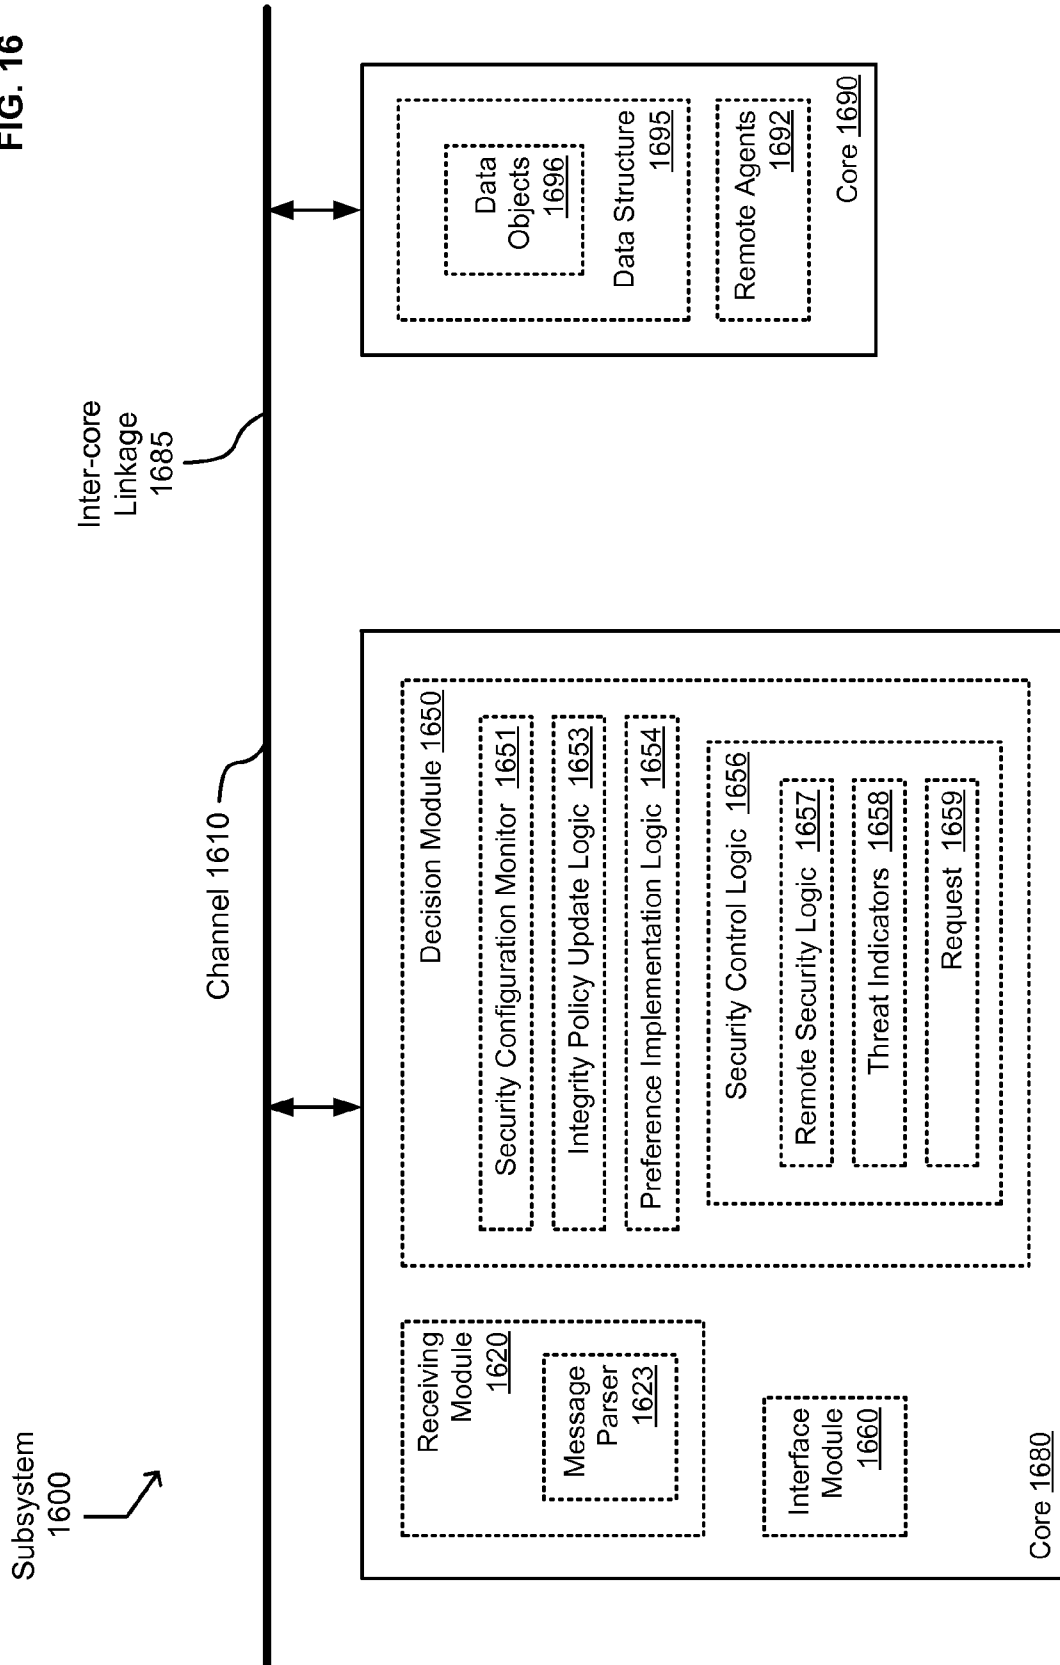 FIG. 16
Subsystem
1600
Channel 1610
Inter-core
Linkage
1685
Receiving
Module
1620
Message
Parser
1623
Interface
Module
1660
Core 1680
Decision Module 1650
Security Configuration Monitor 1651
Integrity Policy Update Logic 1653
Preference Implementation Logic 1654
Security Control Logic 1656
Remote Security Logic 1657
Threat Indicators 1658
Request 1659
Data
Objects
1696
Data Structure
1695
Remote Agents
1692
Core 1690